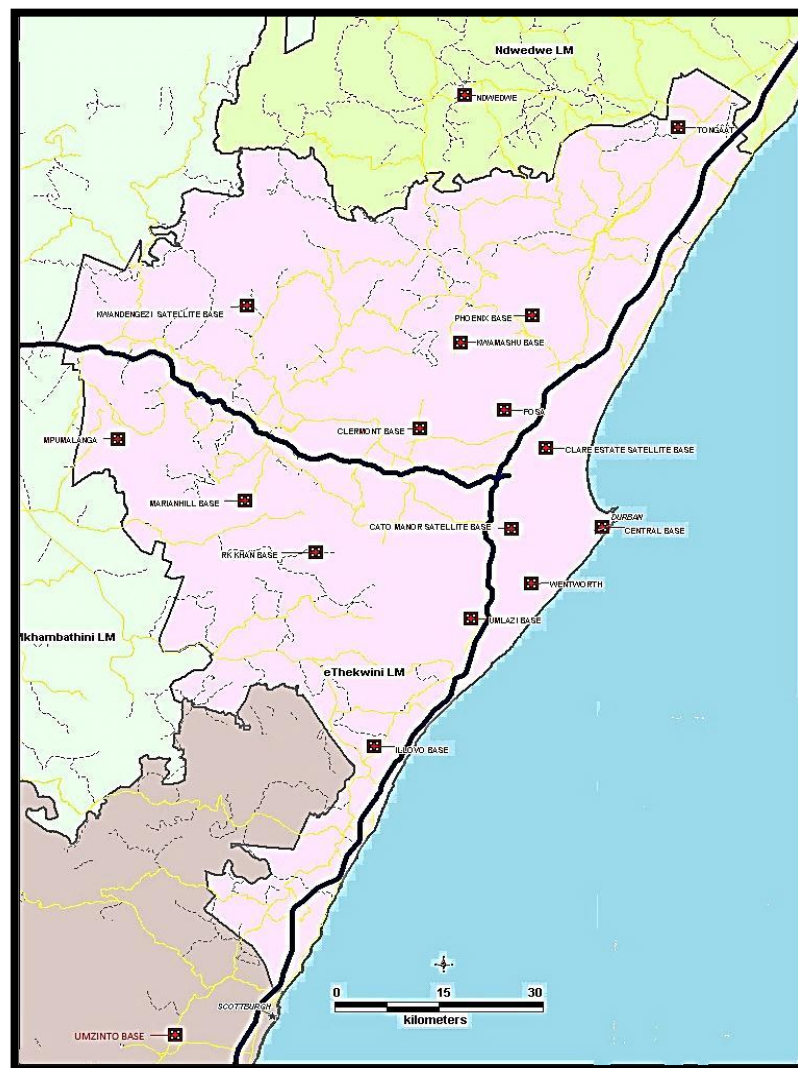 Ndwedwe LM
NDWEDWE
TONGAAT
KWANDENGEZI SATELLITE BASE
PHOENIX BASE
KWAMASHU BASE
POSA
CLERMONT BASE
MPUMALANGA
CLARE ESTATE SATELLITE BASE
MARIANHILL BASE
DURBAN
CATO MANOR SATELLITE BASE
CENTRAL BASE
RK KHAN BASE
WENTWORTH
UMLAZI BASE
Mkhambathini LM
eThekwini LM
ILLOVO BASE
0 15 30
kilometers
SCOTTBURGH
UMZINTO BASE